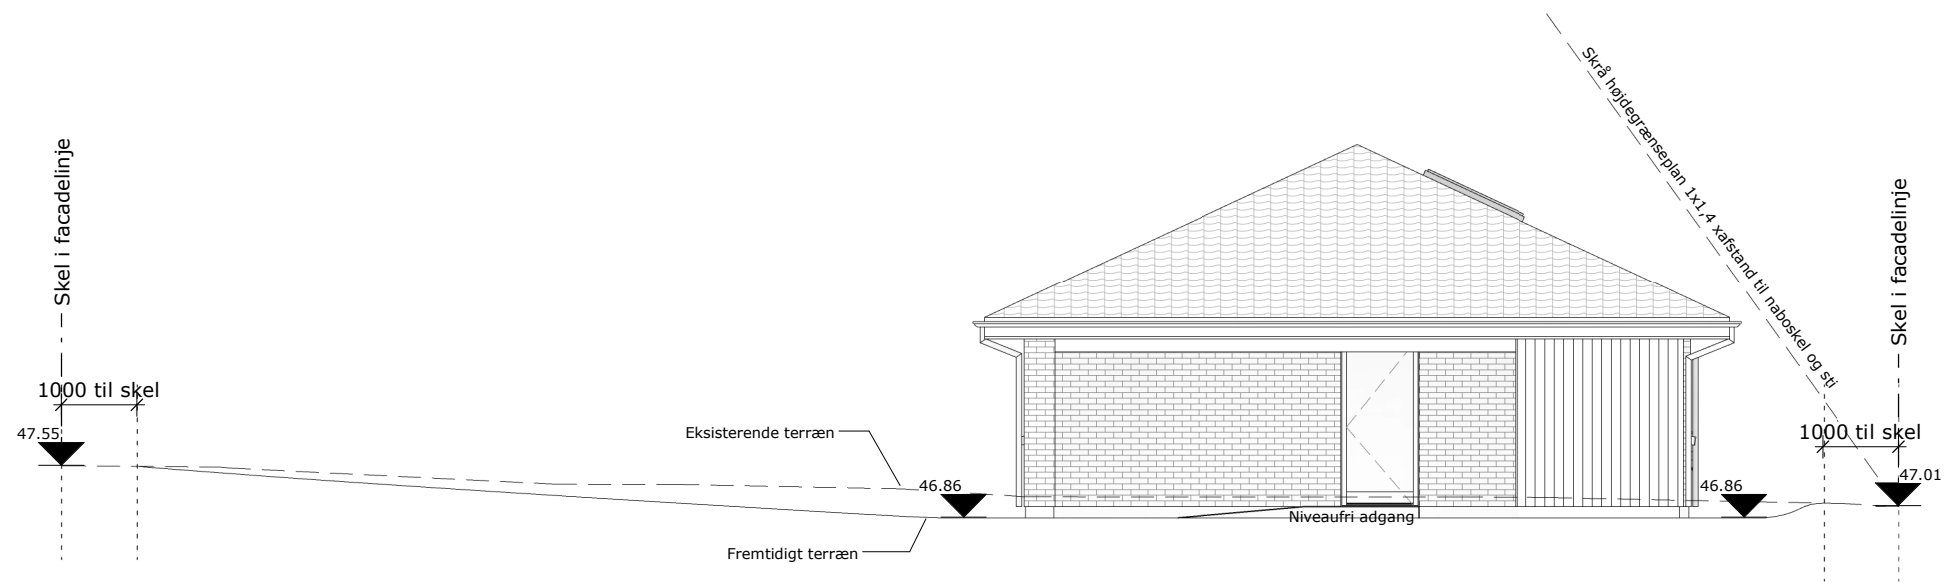 Skel i facadelinje
1000 til skel
47.55
Eksisterende terræn
46.86
Fremtidigt terræn
Niveaufri adgang
Skrå højdegrænseplan 1x1,4 xafstand til naboskel og sti
Skel i facadelinje
1000 til skel
46.86
47.01